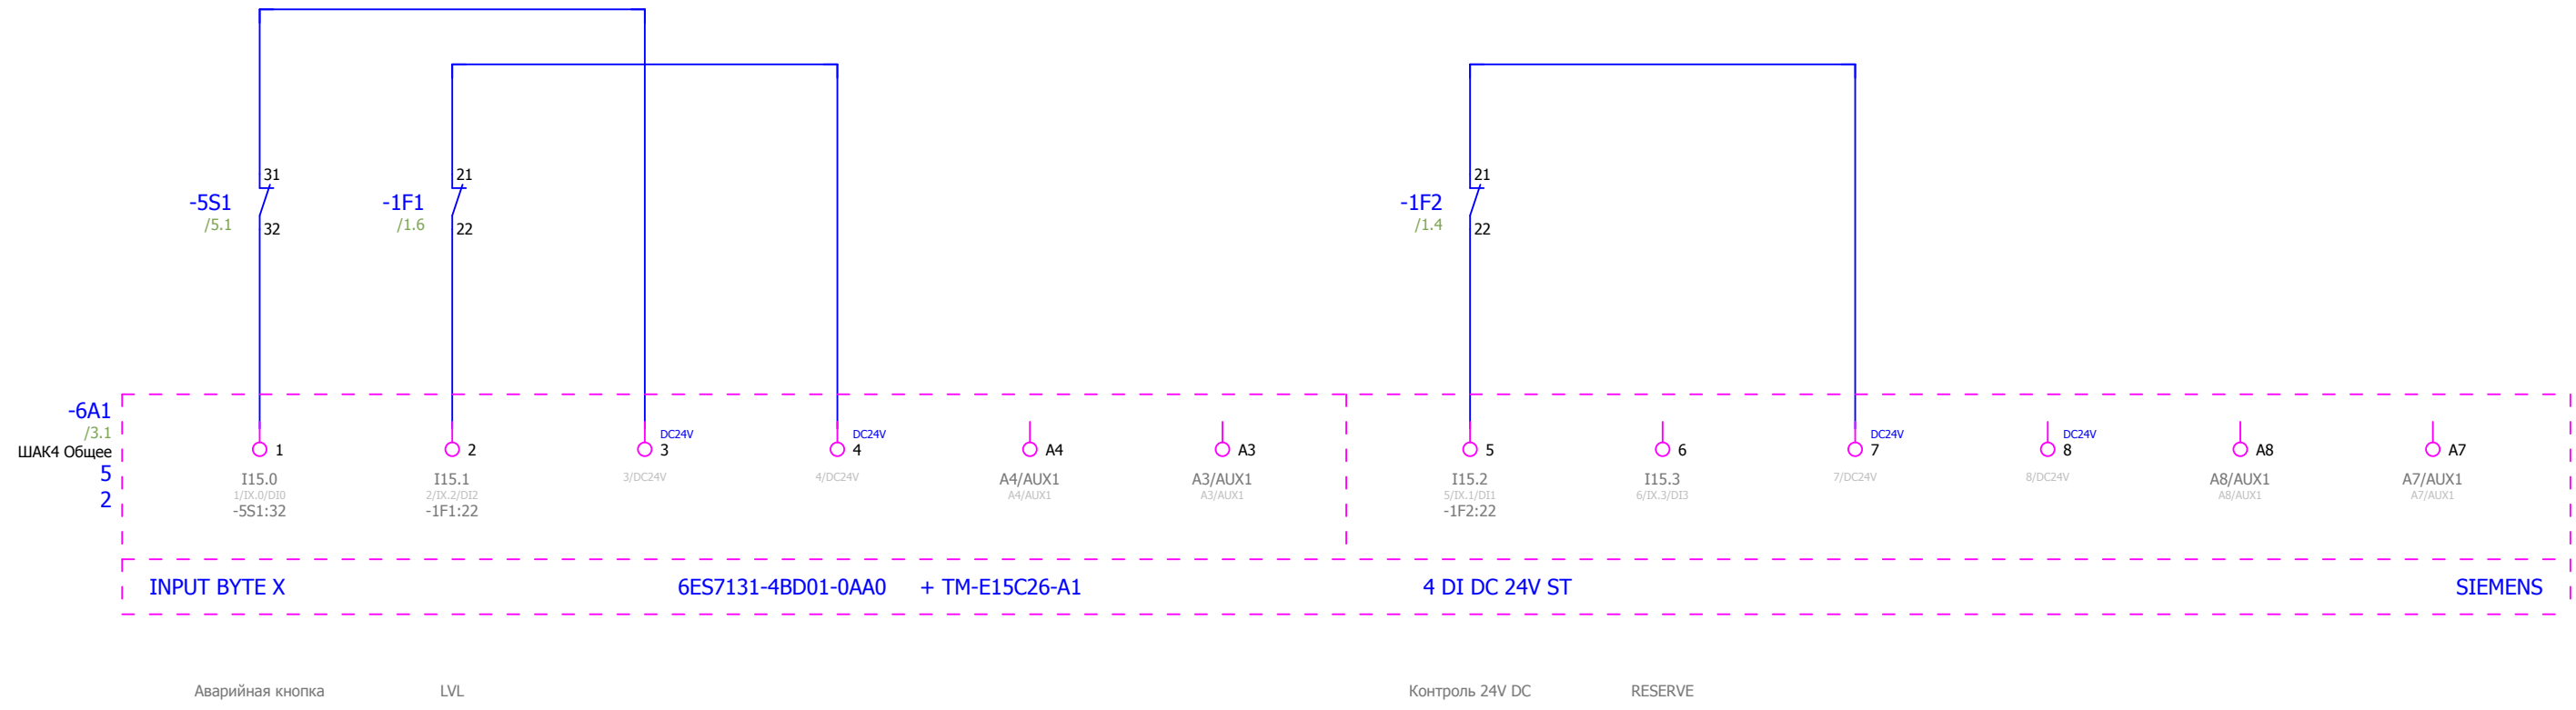 31
-5S1
/5.1
32
21
-1F1
/1.6
22
21
-1F2
/1.4
22
-6A1
/3.1
ШАК4 Общее
5
2
1
I15.0
1/IX.0/DI0
-5S1:32
2
I15.1
2/IX.2/DI2
-1F1:22
DC24V
3
3/DC24V
DC24V
4
4/DC24V
A4
A4/AUX1
A4/AUX1
A3
A3/AUX1
A3/AUX1
5
I15.2
5/IX.1/DI1
-1F2:22
6
I15.3
6/IX.3/DI3
DC24V
7
7/DC24V
DC24V
8
8/DC24V
A8
A8/AUX1
A8/AUX1
A7
A7/AUX1
A7/AUX1
INPUT BYTE X 6ES7131-4BD01-0AA0 + TM-E15C26-A1 4 DI DC 24V ST SIEMENS
Аварийная кнопка LVL Контроль 24V DC RESERVE